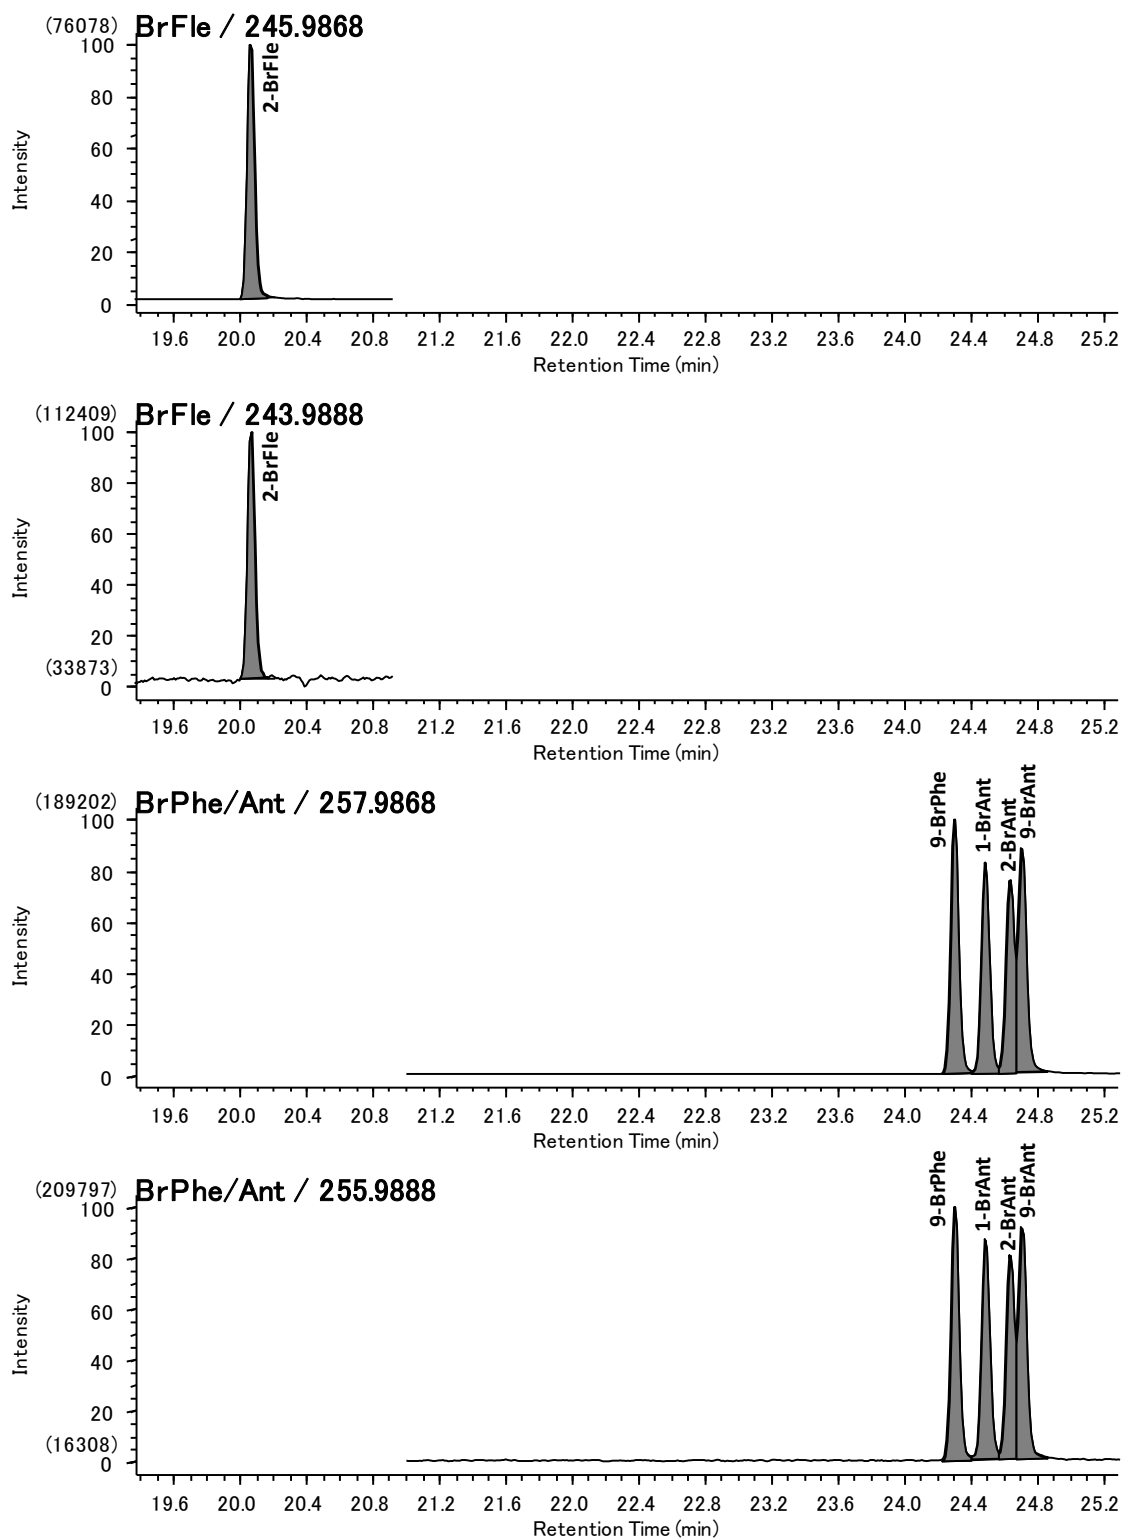 (76078) BrFle / 245.9868
100
2-BrFle
80
60
40
20
0
Intensity
19.6 20.0 20.4 20.8 21.2 21.6 22.0 22.4 22.8 23.2 23.6 24.0 24.4 24.8 25.2
Retention Time (min)
(112409) BrFle / 243.9888
100
2-BrFle
80
60
40
20
(33873)
0
Intensity
19.6 20.0 20.4 20.8 21.2 21.6 22.0 22.4 22.8 23.2 23.6 24.0 24.4 24.8 25.2
Retention Time (min)
(189202) BrPhe/Ant / 257.9868
9-BrPhe
1-BrAnt
2-BrAnt
9-BrAnt
100
80
60
40
20
0
Intensity
19.6 20.0 20.4 20.8 21.2 21.6 22.0 22.4 22.8 23.2 23.6 24.0 24.4 24.8 25.2
Retention Time (min)
(209797) BrPhe/Ant / 255.9888
9-BrPhe
1-BrAnt
2-BrAnt
9-BrAnt
100
80
60
40
20
(16308)
0
Intensity
19.6 20.0 20.4 20.8 21.2 21.6 22.0 22.4 22.8 23.2 23.6 24.0 24.4 24.8 25.2
Retention Time (min)